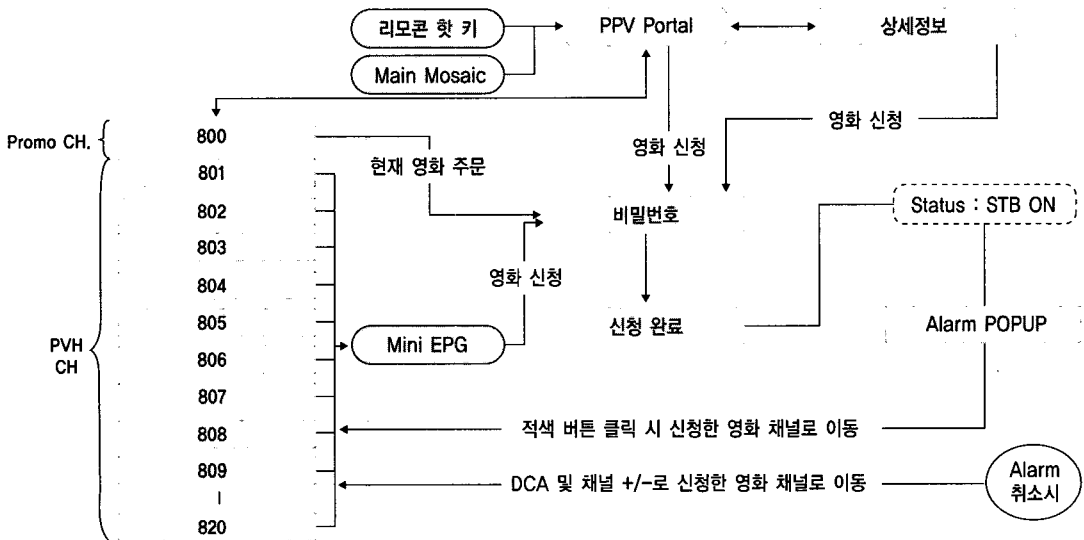 리모콘 핫 키
PPV Portal
상세정보
Main Mosaic
Promo CH.
800
영화 신청
영화 신청
801
현재 영화 주문
802
비밀번호
Status : STB ON
803
영화 신청
804
805
신청 완료
Alarm POPUP
PVH
CH
Mini EPG
806
807
808
적색 버튼 클릭 시 신청한 영화 채널로 이동
809
DCA 및 채널 +/-로 신청한 영화 채널로 이동
Alarm
취소시
820